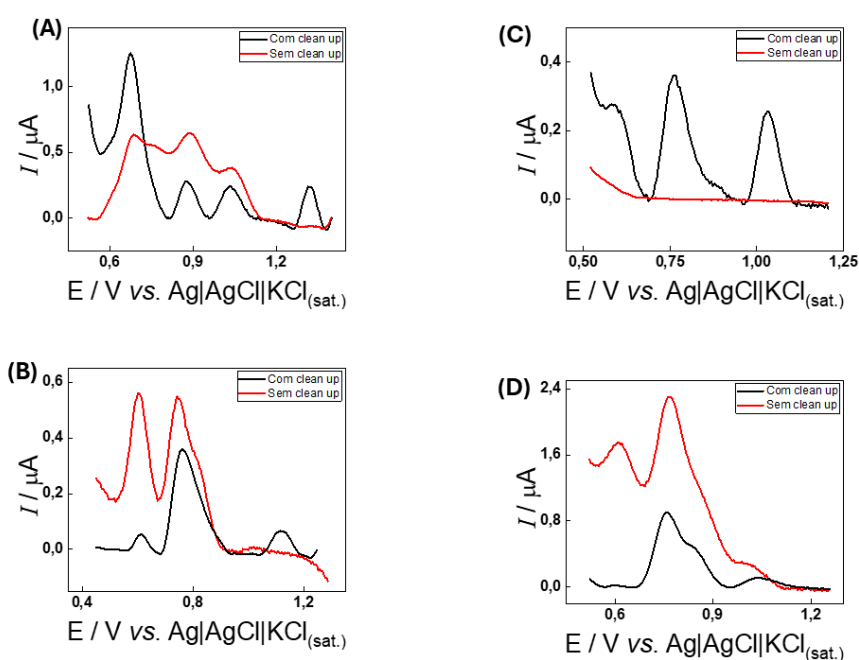 (A)
Com clean up
Sem clean up
1,0
0,5
0,0
I / µA
0,6 0,9 1,2
E / V vs. Ag|AgCl|KCl(sat.)
(C)
Com clean up
Sem clean up
0,4
0,2
0,0
I / µA
0,50 0,75 1,00 1,25
E / V vs. Ag|AgCl|KCl(sat.)
(B)
Com clean up
Sem clean up
0,6
0,4
0,2
0,0
I / µA
0,4 0,8 1,2
E / V vs. Ag|AgCl|KCl(sat.)
(D)
Com clean up
Sem clean up
2,4
1,6
0,8
0,0
I / µA
0,6 0,9 1,2
E / V vs. Ag|AgCl|KCl(sat.)